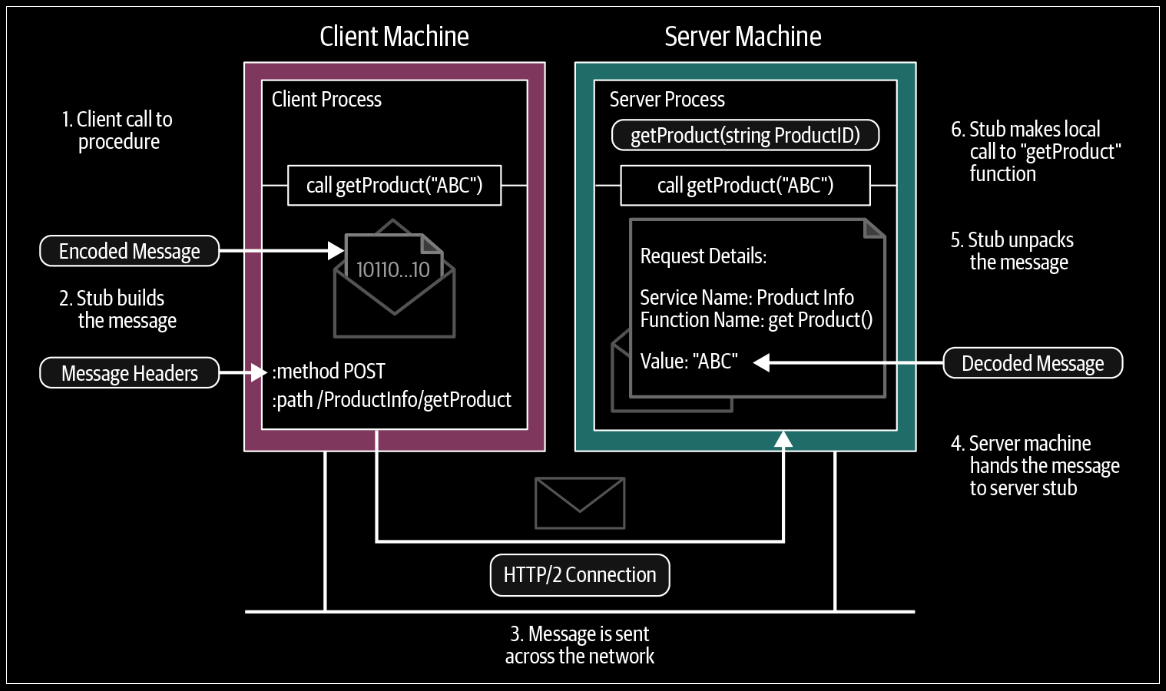 Client Machine
Server Machine
1. Client call to
procedure
Client Process
call getProduct("ABC")
Encoded Message
10110...10
2. Stub builds
the message
Message Headers
:method POST
:path /ProductInfo/getProduct
Server Process
getProduct(string ProductID)
call getProduct("ABC")
Request Details:
Service Name: Product Info
Function Name: get Product()
Value: "ABC"
6. Stub makes local
call to "getProduct"
function
5. Stub unpacks
the message
Decoded Message
4. Server machine
hands the message
to server stub
HTTP/2 Connection
3. Message is sent
across the network